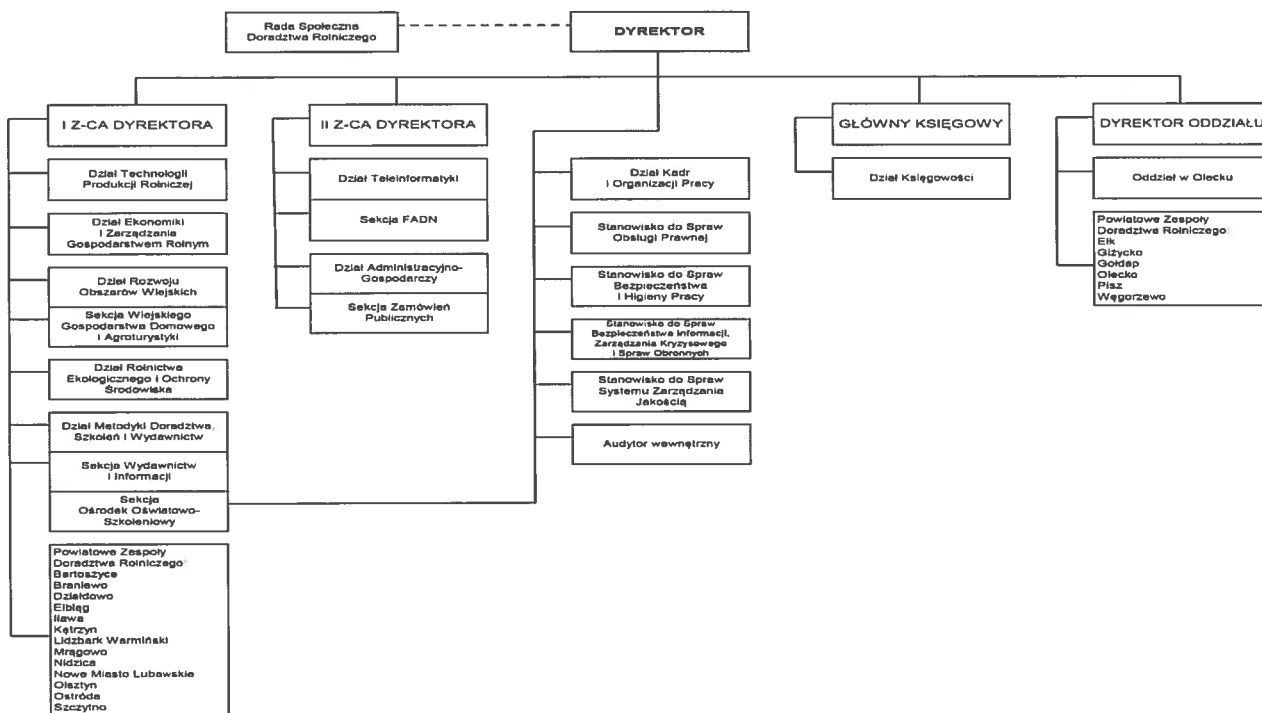 Rada Społeczna
Doradztwa Rolniczego
DYREKTOR
I Z-CA DYREKTORA
Dział Technologii
Produkcji Rolniczej
Dział Ekonomiki
i Zarządzania
Gospodarstwem Rolnym
Dział Rozwoju
Obszarów Wiejskich
Sekcja Wiejskiego
Gospodarstwa Domowego
i Agroturystyki
Dział Rolnictwa
Ekologicznego i Ochrony
Środowiska
Dział Metodyki Doradztwa,
Szkoleń i Wydawnictw
Sekcja Wydawnictw
i Informacji
Sekcja
Ośrodek Oświatowo-
Szkoleniowy
Powiatowe Zespoły
Doradztwa Rolniczego:
Bartoszyce
Braniewo
Działdowo
Elbląg
Iława
Kętrzyn
Lidzbark Warmiński
Mrągowo
Nidzica
Nowe Miasto Lubawskie
Olsztyn
Ostróda
Szczytno
II Z-CA DYREKTORA
Dział Teleinformatyki
Sekcja FADN
Dział Administracyjno-
Gospodarczy
Sekcja Zamówień
Publicznych
Dział Kadr
i Organizacji Pracy
Stanowisko do Spraw
Obsługi Prawnej
Stanowisko do Spraw
Bezpieczeństwa
i Higieny Pracy
Stanowisko do Spraw
Bezpieczeństwa Informacji,
Zarządzania Kryzysowego
i Spraw Obronnych
Stanowisko do Spraw
Systemu Zarządzania
Jakością
Audytor wewnętrzny
GŁÓWNY KSIĘGOWY
Dział Księgowości
DYREKTOR ODDZIAŁU
Oddział w Olecku
Powiatowe Zespoły
Doradztwa Rolniczego:
Ełk
Giżycko
Gołdap
Olecko
Pisz
Węgorzewo